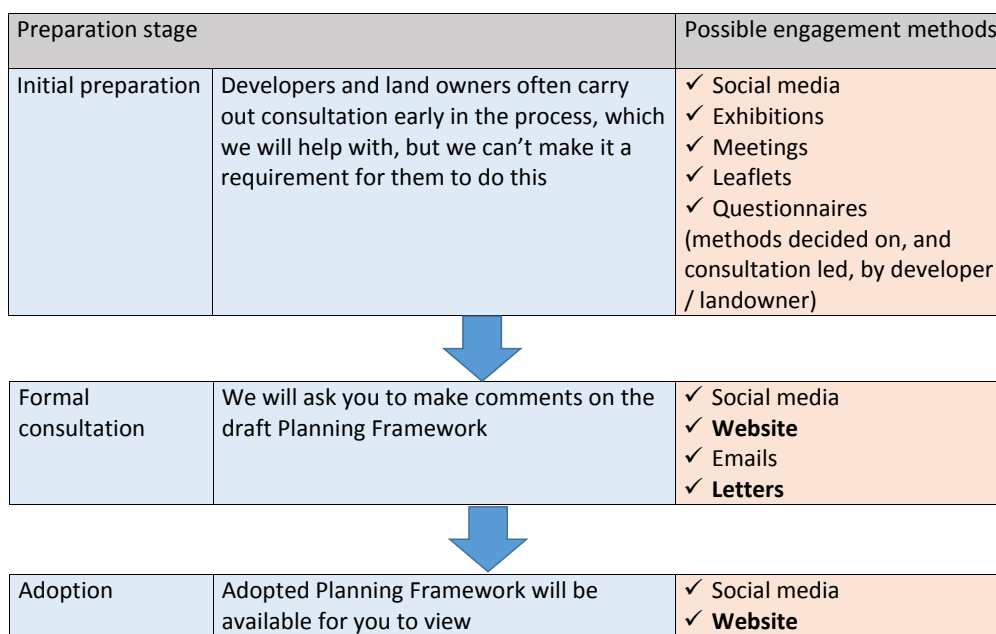 Preparation stage
Possible engagement methods
Initial preparation
Developers and land owners often carry
out consultation early in the process, which
we will help with, but we can’t make it a
requirement for them to do this
✓ Social media
✓ Exhibitions
✓ Meetings
✓ Leaflets
✓ Questionnaires
(methods decided on, and
consultation led, by developer
/ landowner)
Formal
consultation
We will ask you to make comments on the
draft Planning Framework
✓ Social media
✓ Website
✓ Emails
✓ Letters
Adoption
Adopted Planning Framework will be
available for you to view
✓ Social media
✓ Website